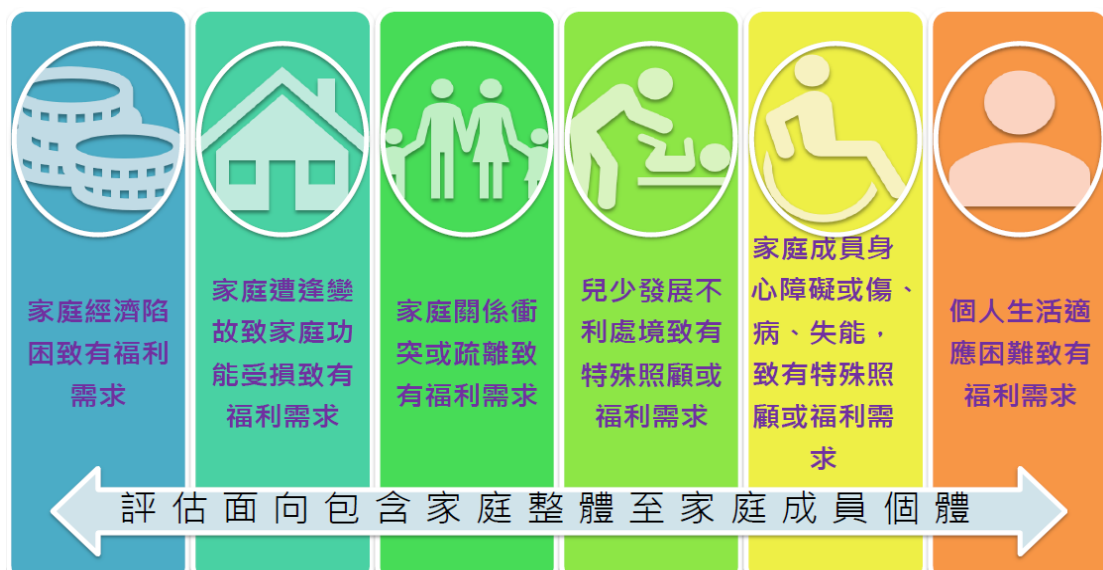 家庭經濟陷
困致有福利
需求
家庭遭逢變
故致家庭功
能受損致有
福利需求
家庭關係衝
突或疏離致
有福利需求
兒少發展不
利處境致有
特殊照顧或
福利需求
家庭成員身
心障礙或傷、
病、失能，
致有特殊照
顧或福利需
求
個人生活適
應困難致有
福利需求
評估面向包含家庭整體至家庭成員個體